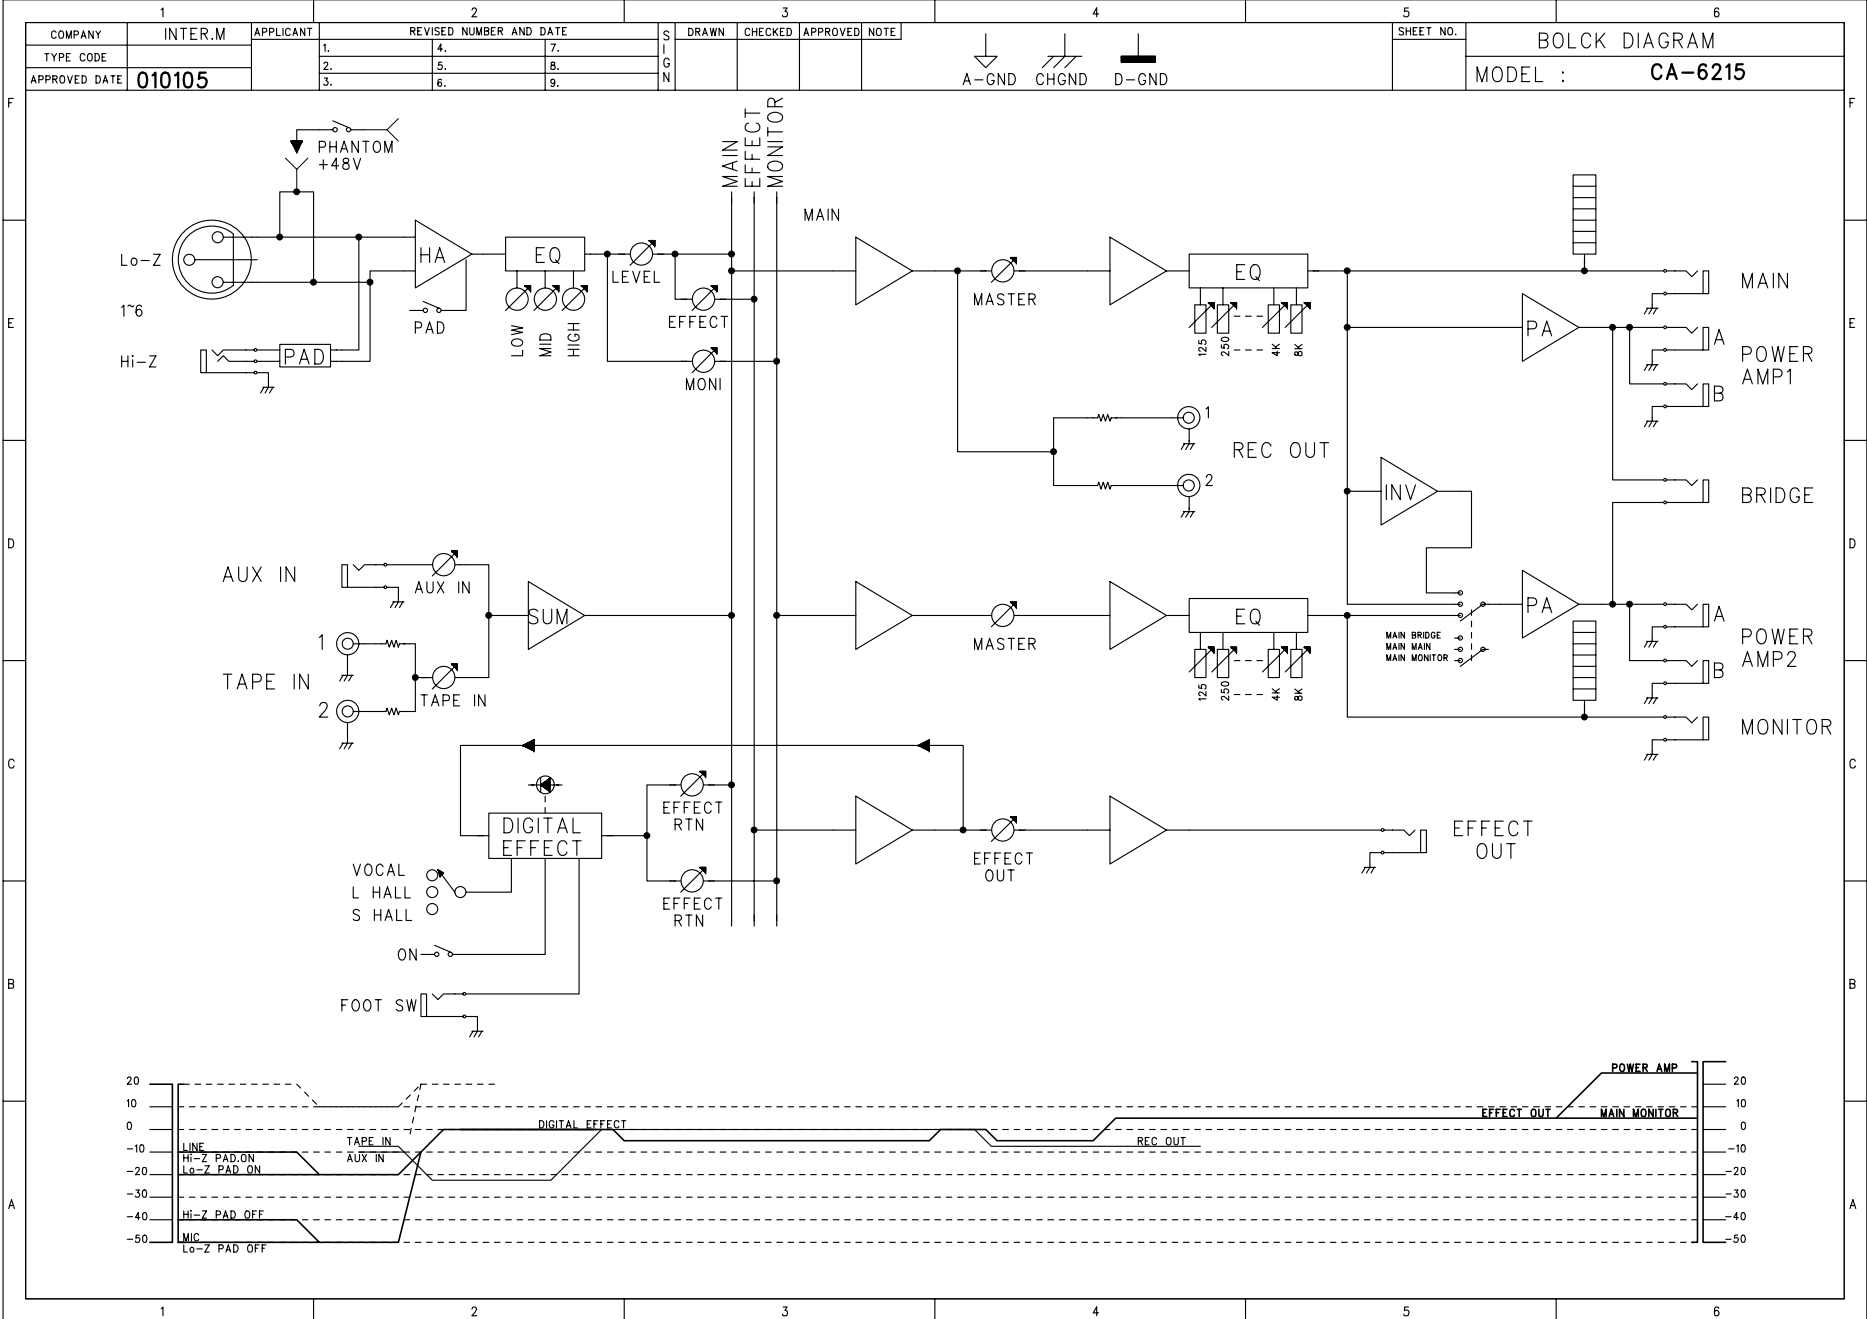 1 2 3 4 5 6
COMPANY INTER.M APPLICANT REVISED NUMBER AND DATE SIGN DRAWN CHECKED APPROVED NOTE SHEET NO. BOLCK DIAGRAM
TYPE CODE 1. 4. 7.
2. 5. 8.
APPROVED DATE 010105 3. 6. 9.
A-GND CHGND D-GND
MODEL : CA-6215
F F
PHANTOM
+48V
MAIN
EFFECT
MONITOR
MAIN
Lo-Z
HA
EQ
LEVEL
EFFECT
MONI
PAD
LOW
MID
HIGH
1~6
Hi-Z
PAD
E E
MASTER
EQ
125
250
4K
8K
MAIN
PA
A
B
POWER
AMP1
1
2
REC OUT
INV
BRIDGE
D D
AUX IN
AUX IN
SUM
1
TAPE IN
2
TAPE IN
MASTER
EQ
125
250
4K
8K
MAIN BRIDGE
MAIN MAIN
MAIN MONITOR
PA
A
B
POWER
AMP2
MONITOR
C C
DIGITAL
EFFECT
EFFECT
RTN
EFFECT
RTN
VOCAL
L HALL
S HALL
ON
FOOT SW
EFFECT
OUT
EFFECT
OUT
B B
20
10
0
-10
-20
-30
-40
-50
LINE
Hi-Z PAD.ON
Lo-Z PAD ON
Hi-Z PAD OFF
MIC
Lo-Z PAD OFF
TAPE IN
AUX IN
DIGITAL EFFECT
REC OUT
EFFECT OUT
POWER AMP
MAIN MONITOR
20
10
0
-10
-20
-30
-40
-50
A A
1 2 3 4 5 6